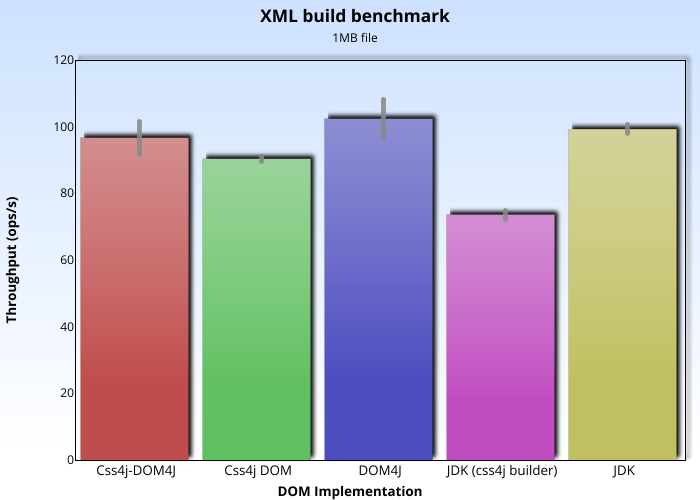 XML build benchmark
1MB file
120
100
80
60
40
20
0
Throughput (ops/s)
Css4j-DOM4J
Css4j DOM
DOM4J
JDK (css4j builder)
JDK
DOM Implementation